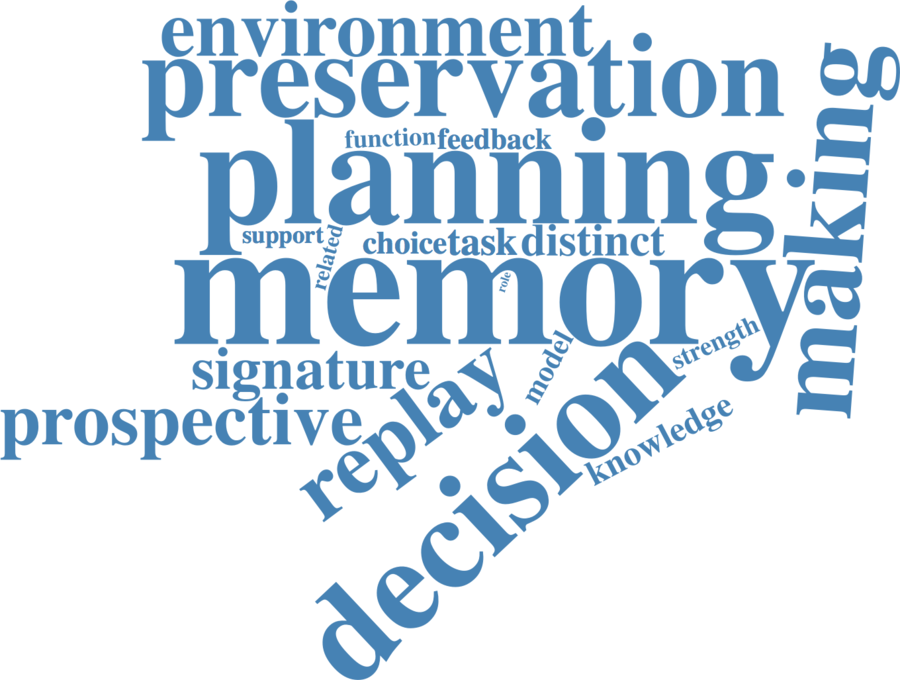 environment
preservation
function feedback
planning
support related choice task distinct
making
memory
role
signature
strength
model
replay
prospective
decision
knowledge